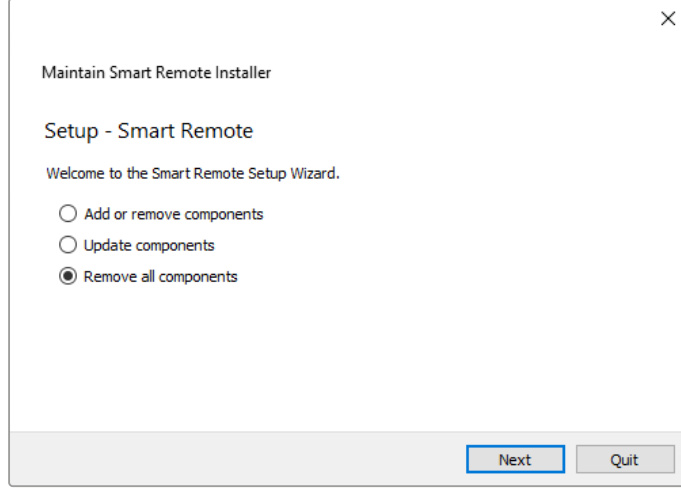 Maintain Smart Remote Installer
Setup - Smart Remote
Welcome to the Smart Remote Setup Wizard.
Add or remove components
Update components
Remove all components
Next
Quit